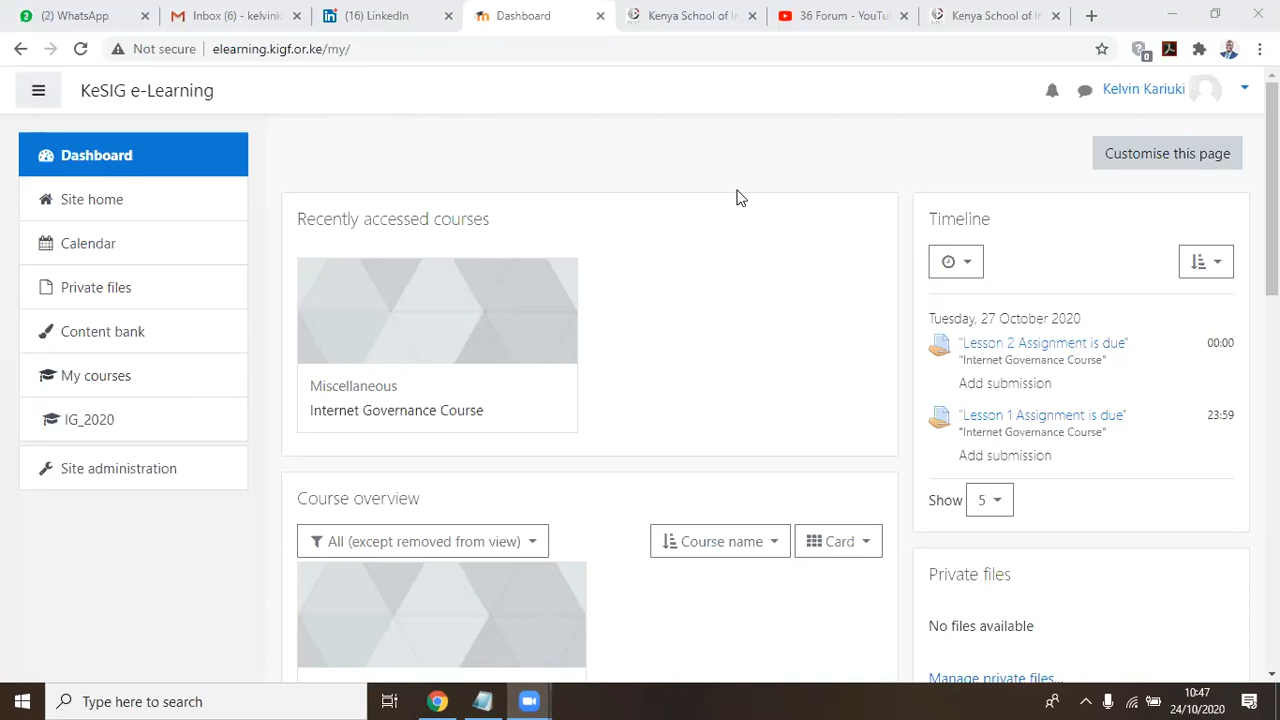 (2) WhatsApp
Inbox (6) - kelvink
(16) LinkedIn
Dashboard
Kenya School of In
36 Forum - YouTu
Kenya School of In
Not secure
elearning.kigf.or.ke/my/
0
KeSIG e-Learning
Kelvin Kariuki
Dashboard
Site home
Calendar
Private files
Content bank
My courses
IG_2020
Site administration
Customise this page
Recently accessed courses
Miscellaneous
Internet Governance Course
Course overview
All (except removed from view)
Course name
Card
Timeline
Tuesday, 27 October 2020
"Lesson 2 Assignment is due" 00:00
"Internet Governance Course"
Add submission
"Lesson 1 Assignment is due" 23:59
"Internet Governance Course"
Add submission
Show 5
Private files
No files available
Manage private files...
Type here to search
10:47
24/10/2020